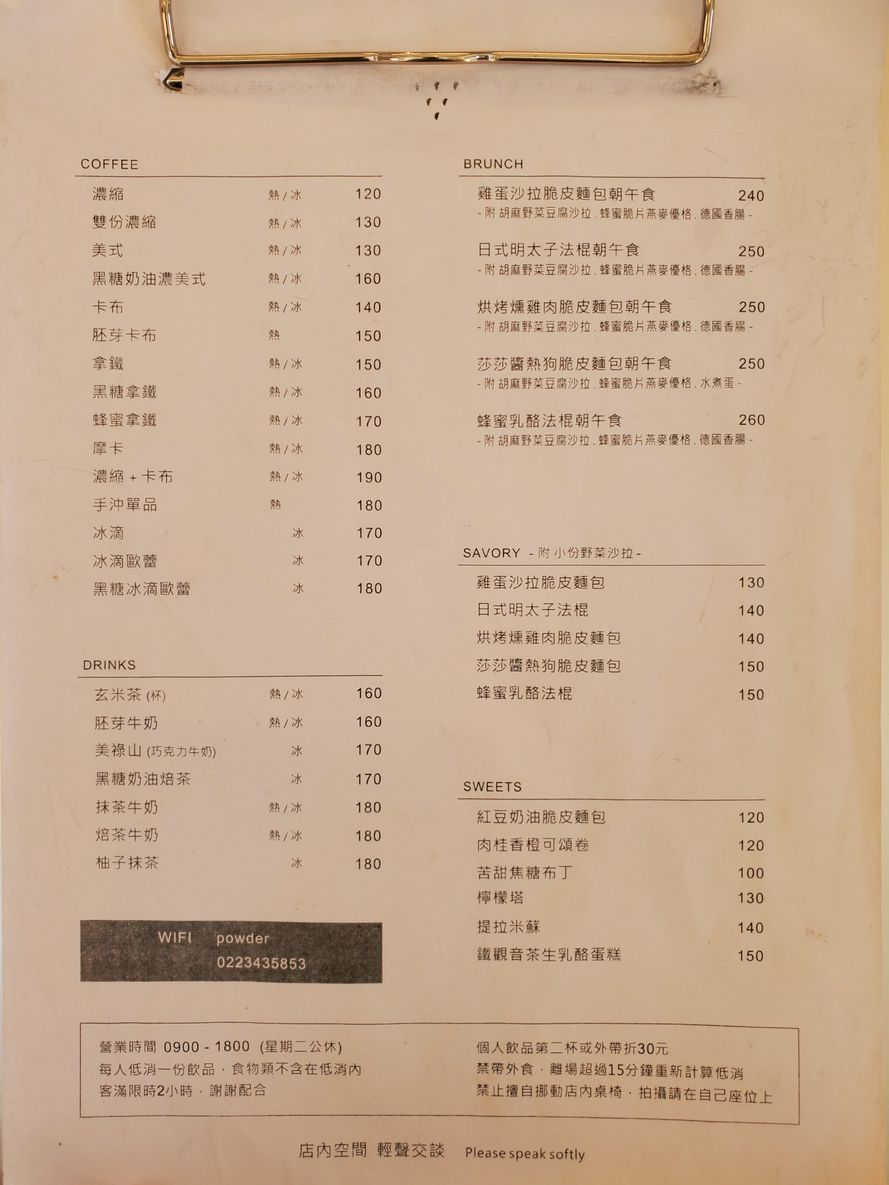 COFFEE
濃縮 熱/冰 120
雙份濃縮 熱/冰 130
美式 熱/冰 130
黑糖奶油濃美式 熱/冰 160
卡布 熱/冰 140
胚芽卡布 熱 150
拿鐵 熱/冰 150
黑糖拿鐵 熱/冰 160
蜂蜜拿鐵 熱/冰 170
摩卡 熱/冰 180
濃縮 + 卡布 熱/冰 190
手沖單品 熱 180
冰滴 冰 170
冰滴歐蕾 冰 170
黑糖冰滴歐蕾 冰 180
DRINKS
玄米茶 (杯) 熱/冰 160
胚芽牛奶 熱/冰 160
美祿山 (巧克力牛奶) 冰 170
黑糖奶油焙茶 冰 170
抹茶牛奶 熱/冰 180
焙茶牛奶 熱/冰 180
柚子抹茶 冰 180
WIFI powder
0223435853
BRUNCH
雞蛋沙拉脆皮麵包朝午食 240
- 附 胡麻野菜豆腐沙拉 . 蜂蜜脆片燕麥優格 . 德國香腸 -
日式明太子法棍朝午食 250
- 附 胡麻野菜豆腐沙拉 . 蜂蜜脆片燕麥優格 . 德國香腸 -
烘烤燻雞肉脆皮麵包朝午食 250
- 附 胡麻野菜豆腐沙拉 . 蜂蜜脆片燕麥優格 . 德國香腸 -
莎莎醬熱狗脆皮麵包朝午食 250
- 附 胡麻野菜豆腐沙拉 . 蜂蜜脆片燕麥優格 . 水煮蛋 -
蜂蜜乳酪法棍朝午食 260
- 附 胡麻野菜豆腐沙拉 . 蜂蜜脆片燕麥優格 . 德國香腸 -
SAVORY - 附 小份野菜沙拉 -
雞蛋沙拉脆皮麵包 130
日式明太子法棍 140
烘烤燻雞肉脆皮麵包 140
莎莎醬熱狗脆皮麵包 150
蜂蜜乳酪法棍 150
SWEETS
紅豆奶油脆皮麵包 120
肉桂香橙可頌卷 120
苦甜焦糖布丁 100
檸檬塔 130
提拉米蘇 140
鐵觀音茶生乳酪蛋糕 150
營業時間 0900 - 1800 (星期二公休)
每人低消一份飲品 · 食物類不含在低消內
客滿限時2小時 · 謝謝配合
個人飲品第二杯或外帶折30元
禁帶外食 · 離場超過15分鐘重新計算低消
禁止擅自挪動店內桌椅 · 拍攝請在自己座位上
店內空間 輕聲交談 Please speak softly